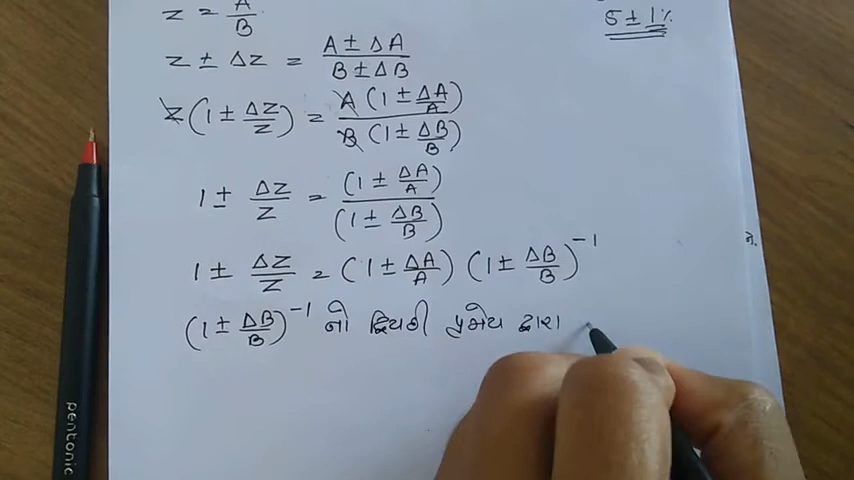 Z = A/B
5 ± 1%
Z ± ΔZ = (A ± ΔA)/(B ± ΔB)
Z(1 ± ΔZ/Z) = A(1 ± ΔA/A)/B(1 ± ΔB/B)
1 ± ΔZ/Z = (1 ± ΔA/A)/(1 ± ΔB/B)
1 ± ΔZ/Z = (1 ± ΔA/A)(1 ± ΔB/B)⁻¹
(1 ± ΔB/B)⁻¹ નો દ્વિપદી પ્રમેય દ્વારા
pentonic